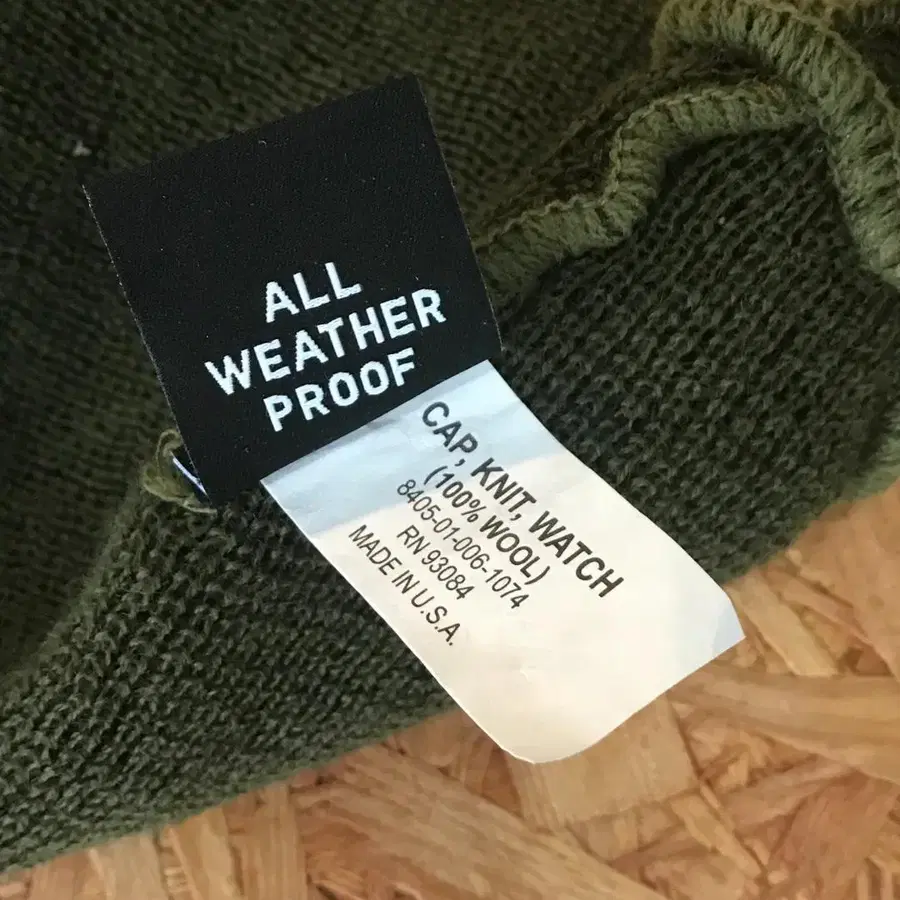 ALL
WEATHER
PROOF
CAP, KNIT, WATCH
(100% WOOL)
8405-01-006-1074
RN 93084
MADE IN U.S.A.